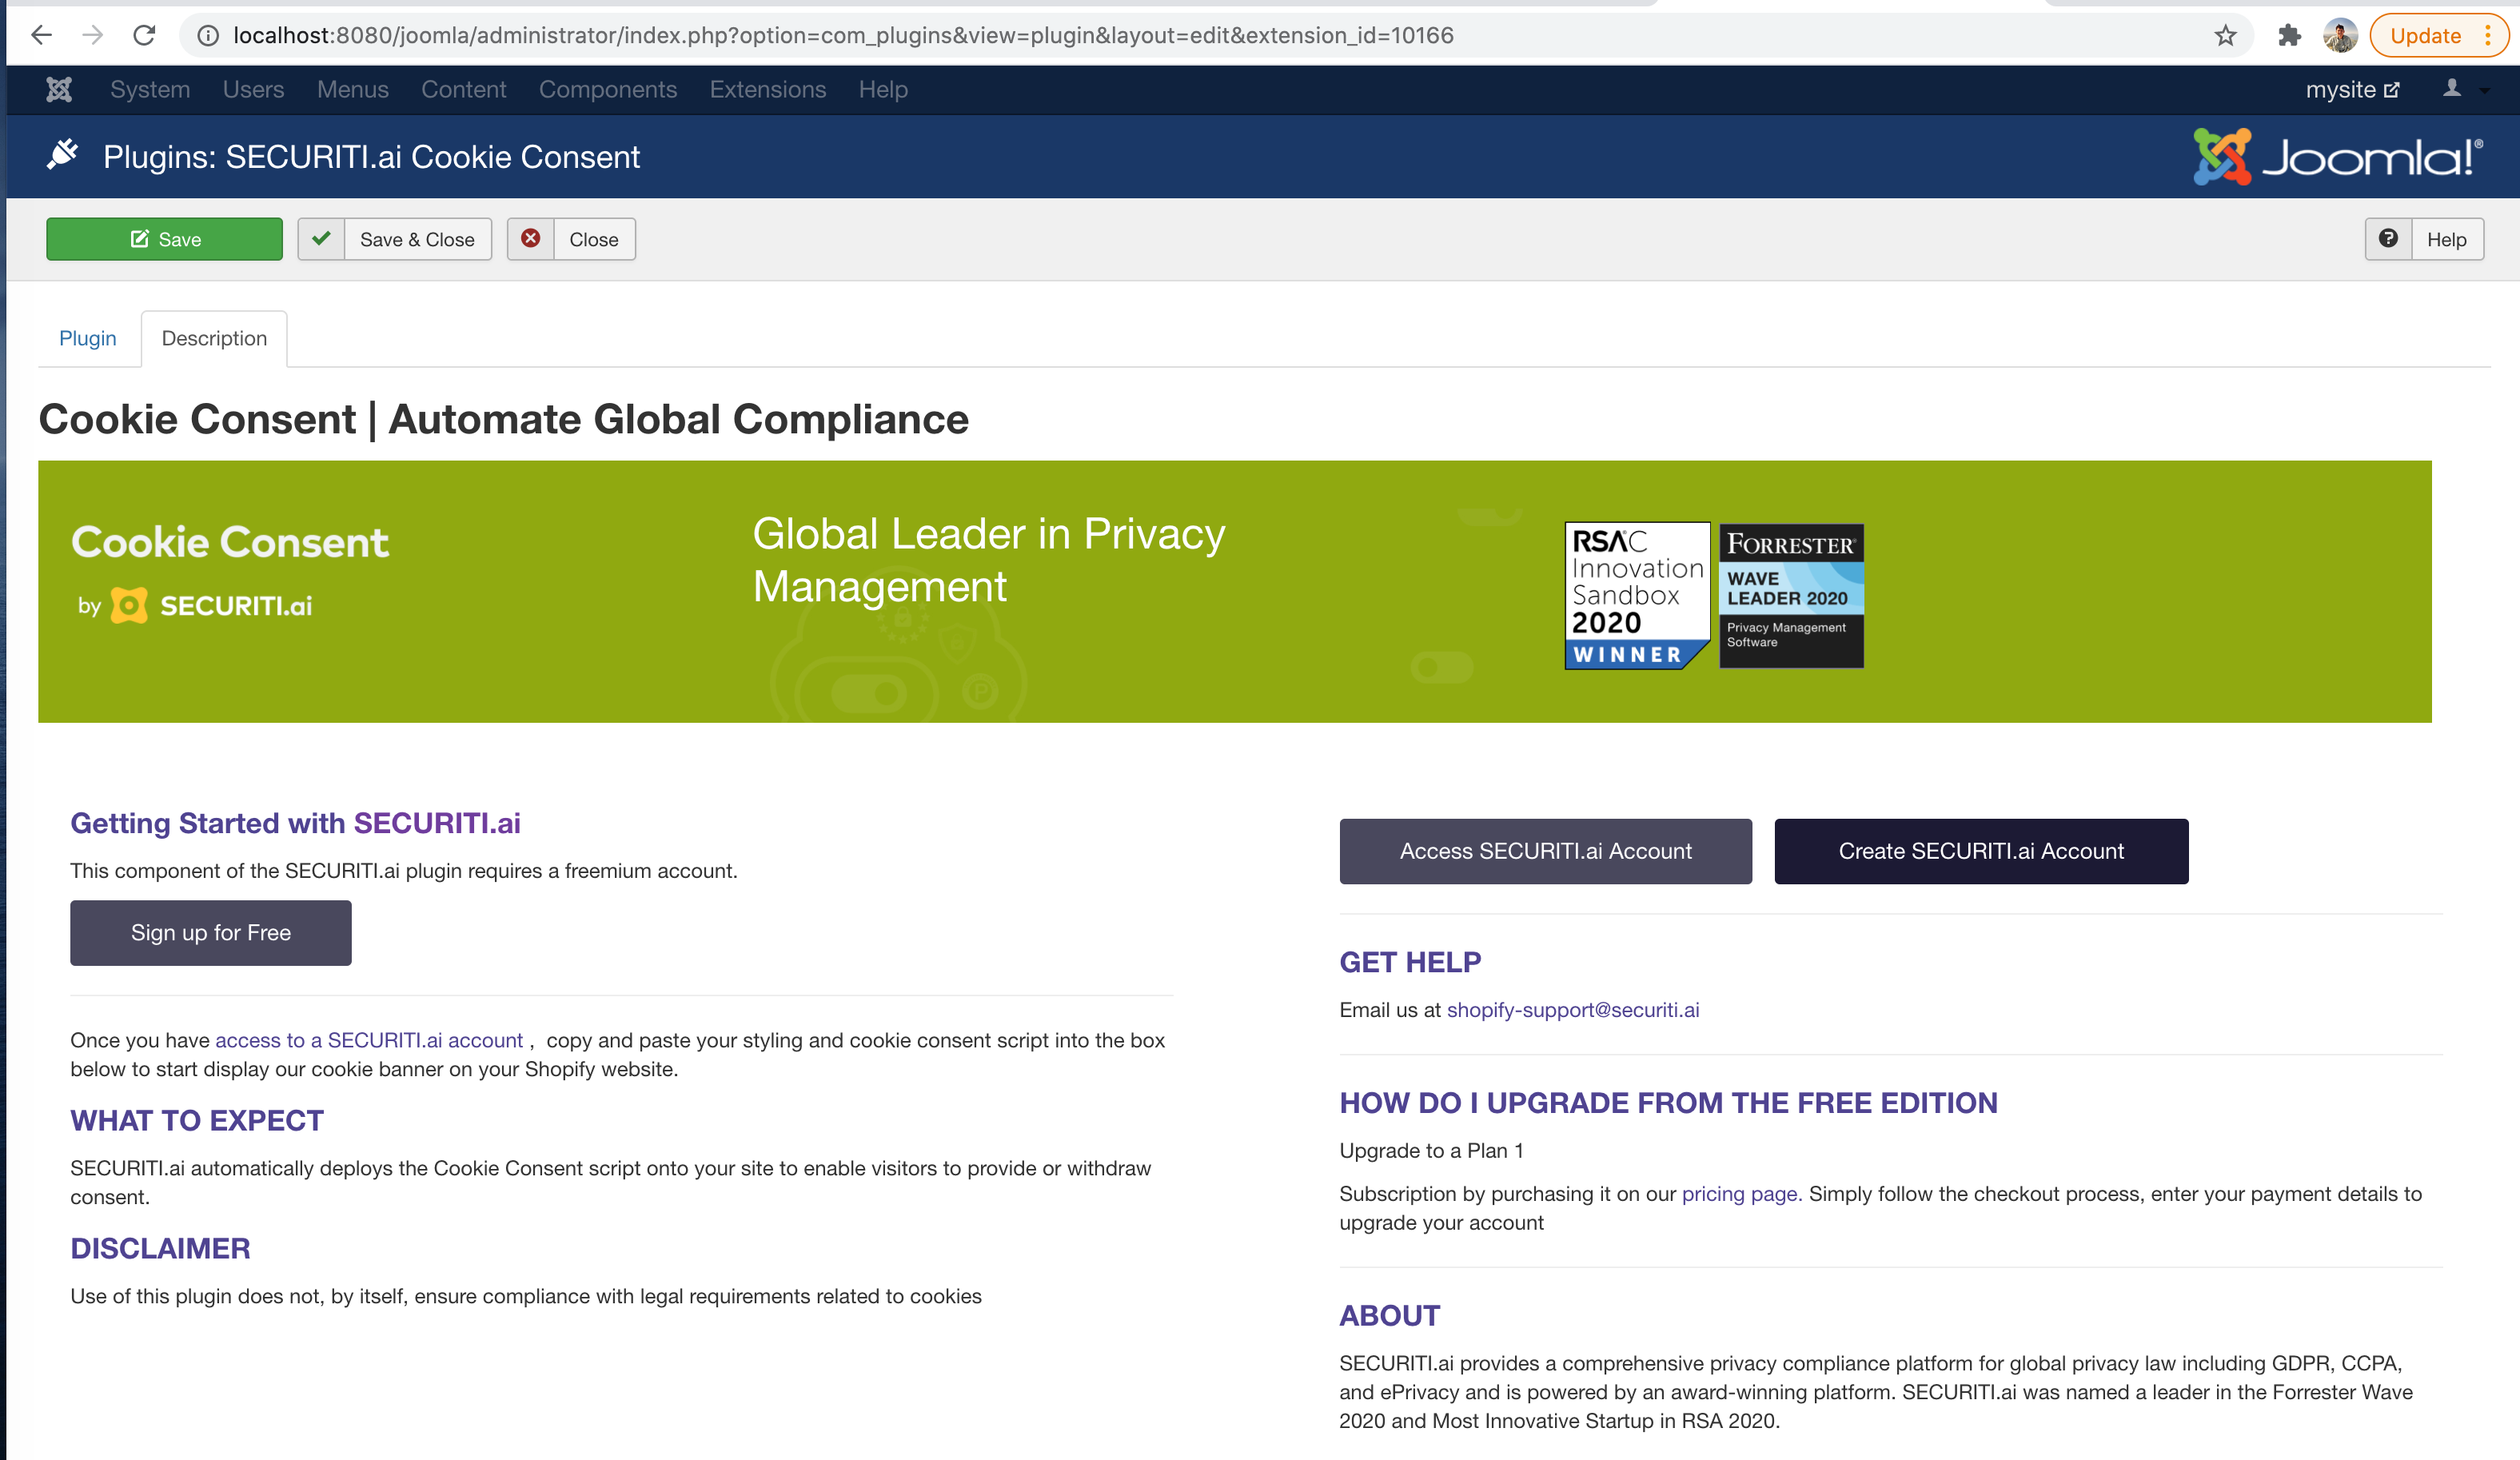 localhost:8080/joomla/administrator/index.php?option=com_plugins&view=plugin&layout=edit&extension_id=10166
Update
System Users Menus Content Components Extensions Help
mysite
Plugins: SECURITI.ai Cookie Consent
Joomla!®
Save
Save & Close
Close
Help
Plugin
Description
Cookie Consent | Automate Global Compliance
Cookie Consent
by SECURITI.ai
Global Leader in Privacy
Management
RSAC
Innovation
Sandbox
2020
WINNER
FORRESTER®
WAVE
LEADER 2020
Privacy Management
Software
Getting Started with SECURITI.ai
This component of the SECURITI.ai plugin requires a freemium account.
Sign up for Free
Once you have access to a SECURITI.ai account , copy and paste your styling and cookie consent script into the box
below to start display our cookie banner on your Shopify website.
WHAT TO EXPECT
SECURITI.ai automatically deploys the Cookie Consent script onto your site to enable visitors to provide or withdraw
consent.
DISCLAIMER
Use of this plugin does not, by itself, ensure compliance with legal requirements related to cookies
Access SECURITI.ai Account
Create SECURITI.ai Account
GET HELP
Email us at shopify-support@securiti.ai
HOW DO I UPGRADE FROM THE FREE EDITION
Upgrade to a Plan 1
Subscription by purchasing it on our pricing page. Simply follow the checkout process, enter your payment details to
upgrade your account
ABOUT
SECURITI.ai provides a comprehensive privacy compliance platform for global privacy law including GDPR, CCPA,
and ePrivacy and is powered by an award-winning platform. SECURITI.ai was named a leader in the Forrester Wave
2020 and Most Innovative Startup in RSA 2020.